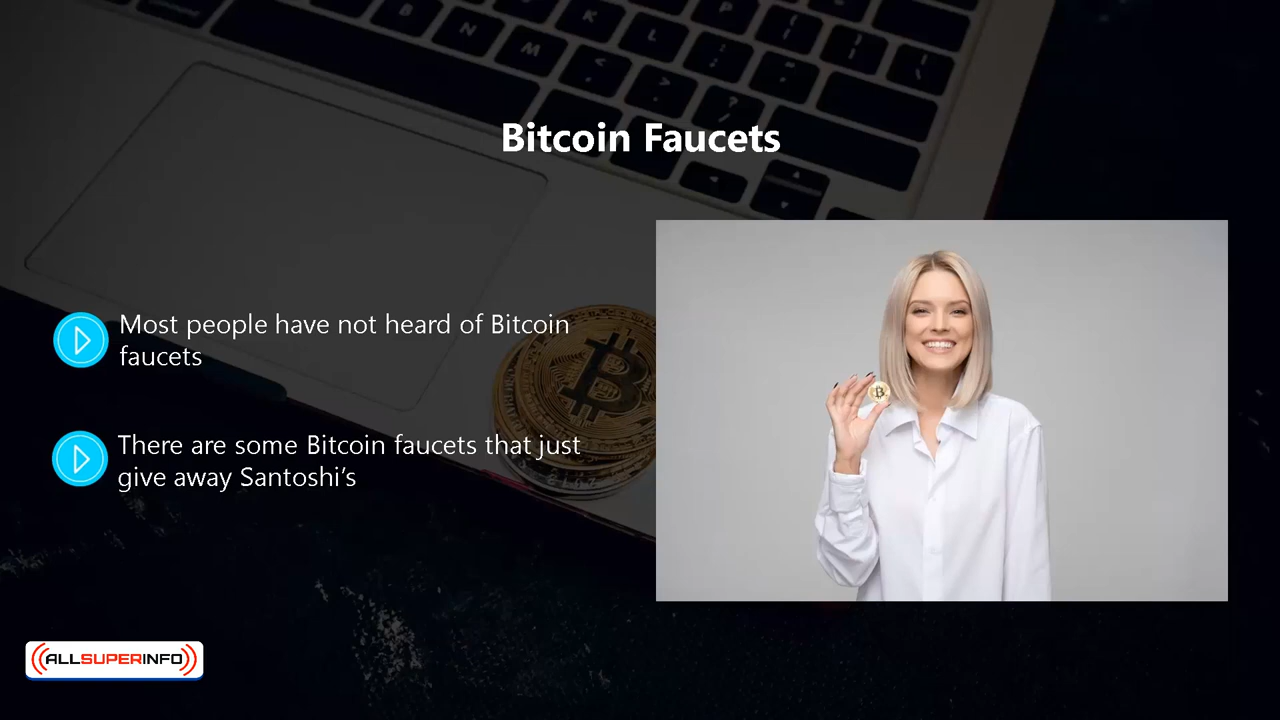 Bitcoin Faucets
Most people have not heard of Bitcoin
faucets
There are some Bitcoin faucets that just
give away Santoshi’s
ALLSUPERINFO